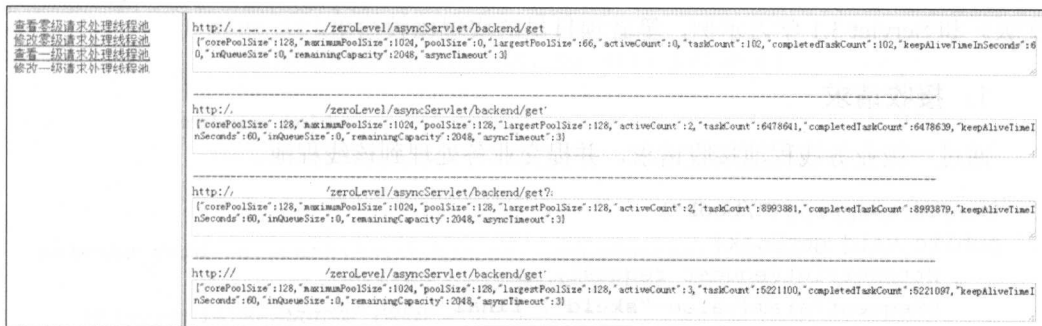 查看零级请求处理线程池
修改零级请求处理线程池
查看一级请求处理线程池
修改一级请求处理线程池
http:/ /zeroLevel/asyncServlet/backend/get
{"corePoolSize":128,"maximumPoolSize":1024,"poolSize":0,"largestPoolSize":66,"activeCount":0,"taskCount":102,"completedTaskCount":102,"keepAliveTimeInSeconds":6
0,"inQueueSize":0,"remainingCapacity":2048,"asyncTimeout":3}
http:/ /zeroLevel/asyncServlet/backend/get
{"corePoolSize":128,"maximumPoolSize":1024,"poolSize":128,"largestPoolSize":128,"activeCount":2,"taskCount":6478641,"completedTaskCount":6478639,"keepAliveTimeI
nSeconds":60,"inQueueSize":0,"remainingCapacity":2048,"asyncTimeout":3}
http:/ /zeroLevel/asyncServlet/backend/get?
{"corePoolSize":128,"maximumPoolSize":1024,"poolSize":128,"largestPoolSize":128,"activeCount":2,"taskCount":8993881,"completedTaskCount":8993879,"keepAliveTimeI
nSeconds":60,"inQueueSize":0,"remainingCapacity":2048,"asyncTimeout":3}
http:// /zeroLevel/asyncServlet/backend/get
{"corePoolSize":128,"maximumPoolSize":1024,"poolSize":128,"largestPoolSize":128,"activeCount":3,"taskCount":5221100,"completedTaskCount":5221097,"keepAliveTimeI
nSeconds":60,"inQueueSize":0,"remainingCapacity":2048,"asyncTimeout":3}